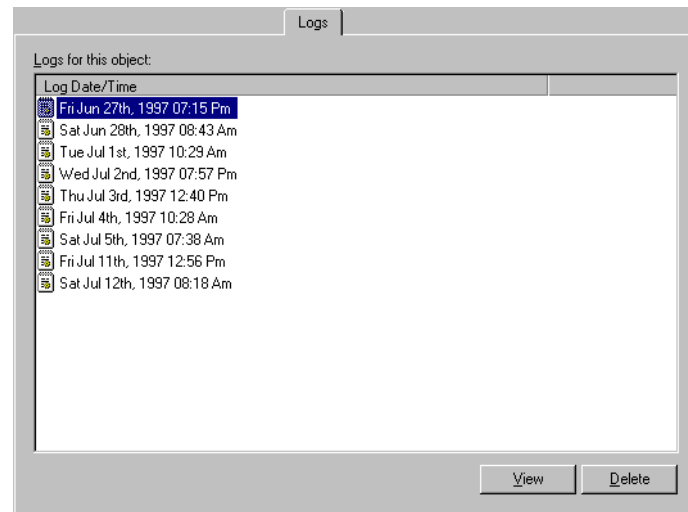 Logs
Logs for this object:
Log Date/Time
Fri Jun 27th, 1997 07:15 Pm
Sat Jun 28th, 1997 08:43 Am
Tue Jul 1st, 1997 10:29 Am
Wed Jul 2nd, 1997 07:57 Pm
Thu Jul 3rd, 1997 12:40 Pm
Fri Jul 4th, 1997 10:28 Am
Sat Jul 5th, 1997 07:38 Am
Fri Jul 11th, 1997 12:56 Pm
Sat Jul 12th, 1997 08:18 Am
View Delete